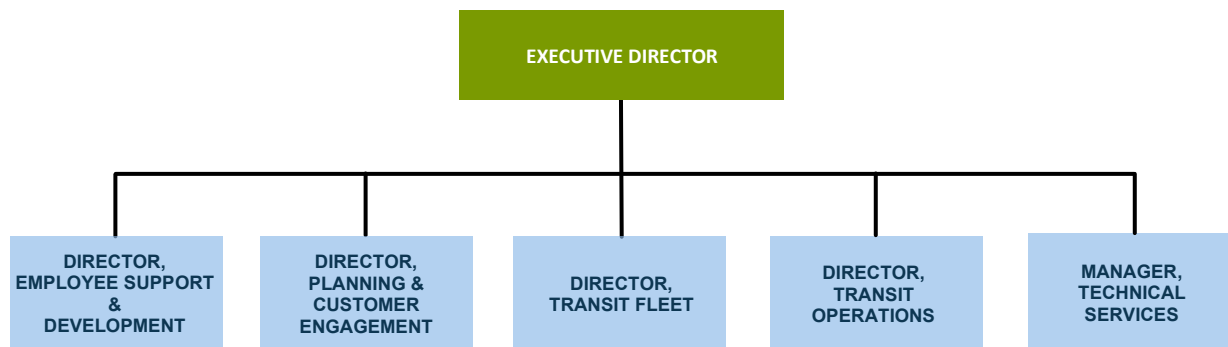 EXECUTIVE DIRECTOR
DIRECTOR,
EMPLOYEE SUPPORT
&
DEVELOPMENT
DIRECTOR,
PLANNING &
CUSTOMER
ENGAGEMENT
DIRECTOR,
TRANSIT FLEET
DIRECTOR,
TRANSIT
OPERATIONS
MANAGER,
TECHNICAL
SERVICES